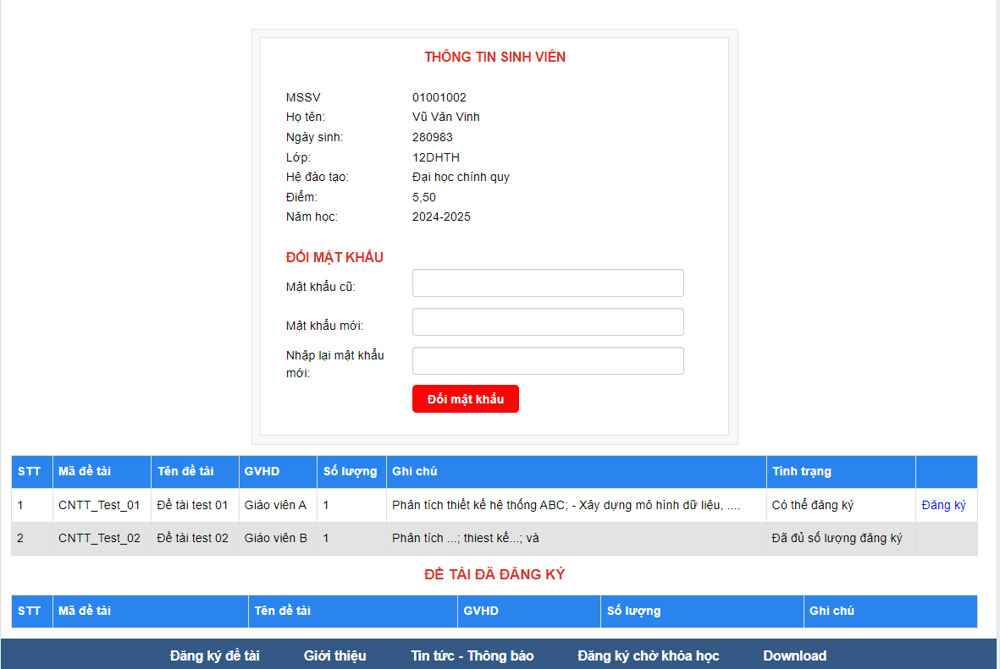 THÔNG TIN SINH VIÊN
MSSV 01001002
Họ tên: Vũ Văn Vinh
Ngày sinh: 280983
Lớp: 12DHTH
Hệ đào tạo: Đại học chính quy
Điểm: 5,50
Năm học: 2024-2025
ĐỔI MẬT KHẨU
Mật khẩu cũ:
Mật khẩu mới:
Nhập lại mật khẩu
mới:
Đổi mật khẩu
STT Mã đề tài Tên đề tài GVHD Số lượng Ghi chú Tình trạng
1 CNTT_Test_01 Đề tài test 01 Giáo viên A 1 Phân tích thiết kế hệ thống ABC; - Xây dựng mô hình dữ liệu, .... Có thể đăng ký Đăng ký
2 CNTT_Test_02 Đề tài test 02 Giáo viên B 1 Phân tích ...; thiest kế...; và Đã đủ số lượng đăng ký
ĐỀ TÀI ĐÃ ĐĂNG KÝ
STT Mã đề tài Tên đề tài GVHD Số lượng Ghi chú
Đăng ký đề tài Giới thiệu Tin tức - Thông báo Đăng ký chờ khóa học Download